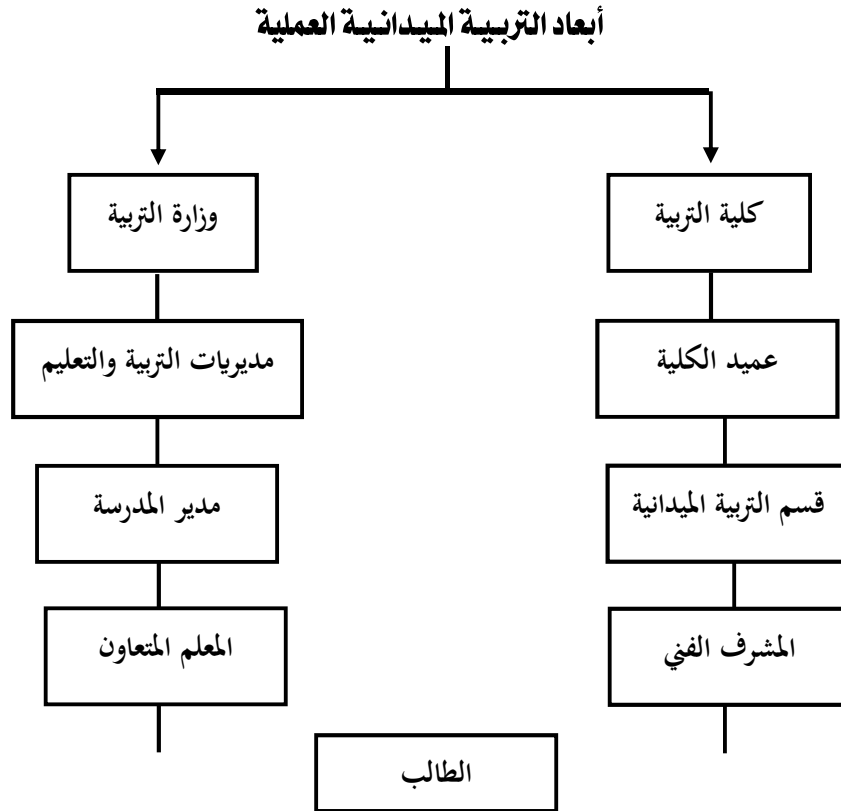 أبعاد التربية الميدانية العملية
كلية التربية
وزارة التربية
عميد الكلية
مديريات التربية والتعليم
قسم التربية الميدانية
مدير المدرسة
المشرف الفني
المعلم المتعاون
الطالب